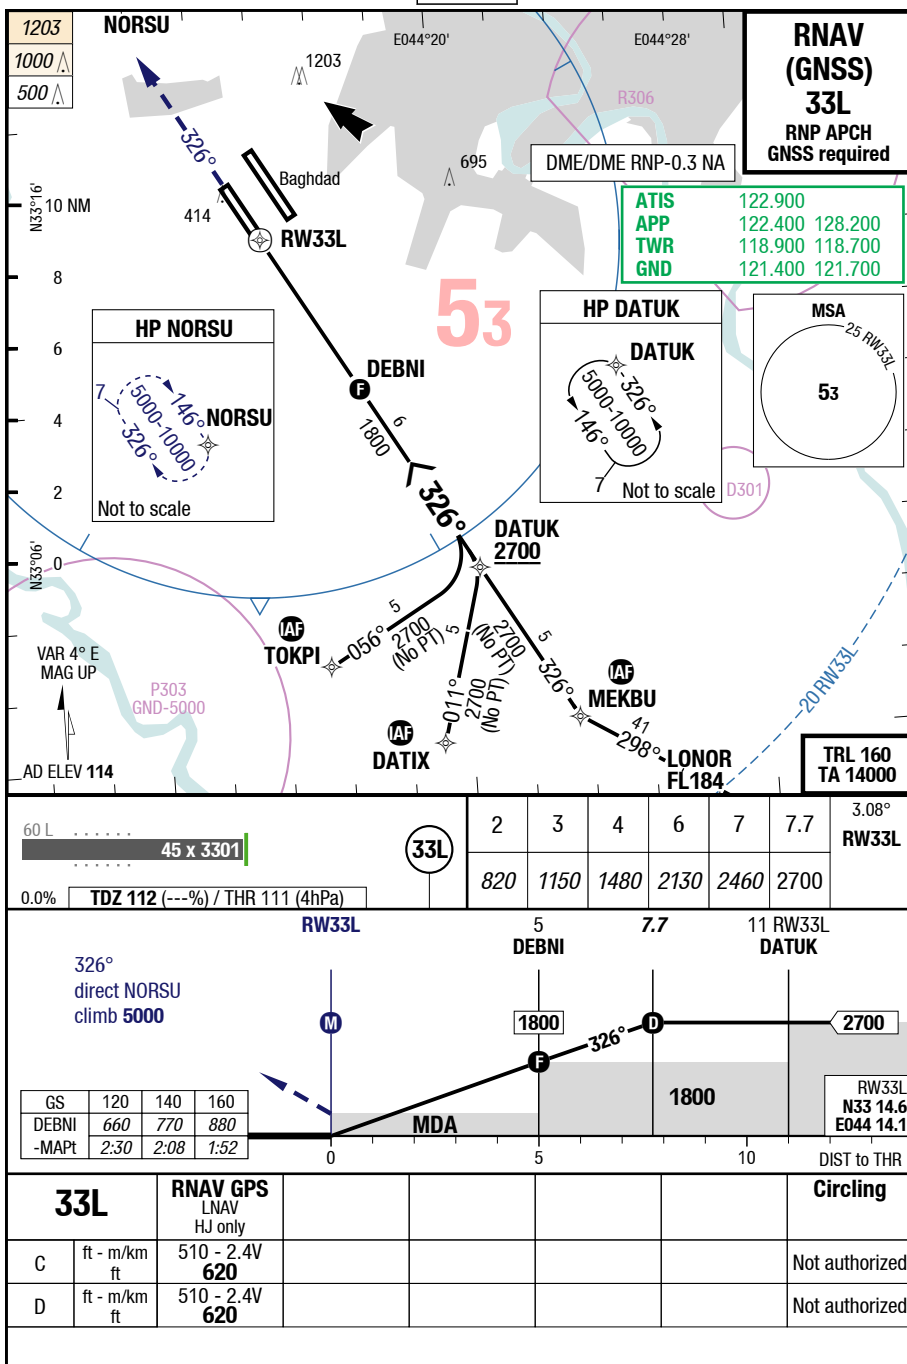 1203
1000
500
NORSU
E044°20'
E044°28'
1203
RNAV
(GNSS)
33L
RNP APCH
GNSS required
R306
326°
695
DME/DME RNP-0.3 NA
Baghdad
ATIS 122.900
APP 122.400 128.200
TWR 118.900 118.700
GND 121.400 121.700
N33°16'
10 NM
414
RW33L
8
53
HP NORSU
7
146°
5000-10000
326°
NORSU
Not to scale
HP DATUK
DATUK
326°
5000-10000
146°
7
Not to scale
MSA
25 RW33L
53
6
DEBNI
F
4
6
1800
2
326°
D301
DATUK
2700
N33°06'
0
IAF
TOKPI
056°
5
2700
(No PT)
5
011°
2700
(No PT)
2700
(No PT)
5
326°
IAF
MEKBU
IAF
DATIX
41
298°
LONOR
FL184
20 RW33L
VAR 4° E
MAG UP
P303
GND-5000
AD ELEV 114
TRL 160
TA 14000
60 L
45 x 3301
33L
0.0%
TDZ 112 (---%) / THR 111 (4hPa)
2 3 4 6 7 7.7 3.08°
RW33L
820 1150 1480 2130 2460 2700
RW33L
5
DEBNI
7.7
11 RW33L
DATUK
326°
direct NORSU
climb 5000
M
1800
326°
D
2700
F
1800
MDA
RW33L
N33 14.6
E044 14.1
GS 120 140 160
DEBNI 660 770 880
-MAPt 2:30 2:08 1:52
0 5 10 DIST to THR
33L
RNAV GPS
LNAV
HJ only
Circling
C
ft - m/km
ft
510 - 2.4V
620
Not authorized
D
ft - m/km
ft
510 - 2.4V
620
Not authorized